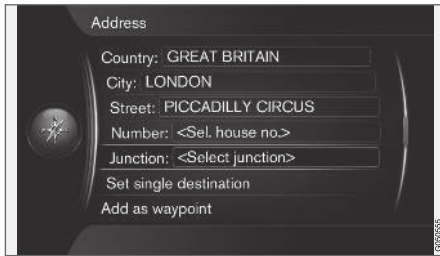 Address
Country: GREAT BRITAIN
City: LONDON
Street: PICCADILLY CIRCUS
Number: <Sel. house no.>
Junction: <Select junction>
Set single destination
Add as waypoint
G050555